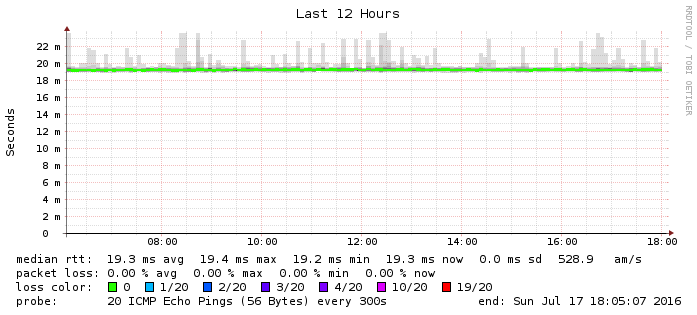 Last 12 Hours
RRDTOOL / TOBI OETIKER
Seconds
22 m
20 m
18 m
16 m
14 m
12 m
10 m
8 m
6 m
4 m
2 m
0
08:00 10:00 12:00 14:00 16:00 18:00
median rtt: 19.3 ms avg 19.4 ms max 19.2 ms min 19.3 ms now 0.0 ms sd 528.9 am/s
packet loss: 0.00 % avg 0.00 % max 0.00 % min 0.00 % now
loss color: 0 1/20 2/20 3/20 4/20 10/20 19/20
probe: 20 ICMP Echo Pings (56 Bytes) every 300s end: Sun Jul 17 18:05:07 2016